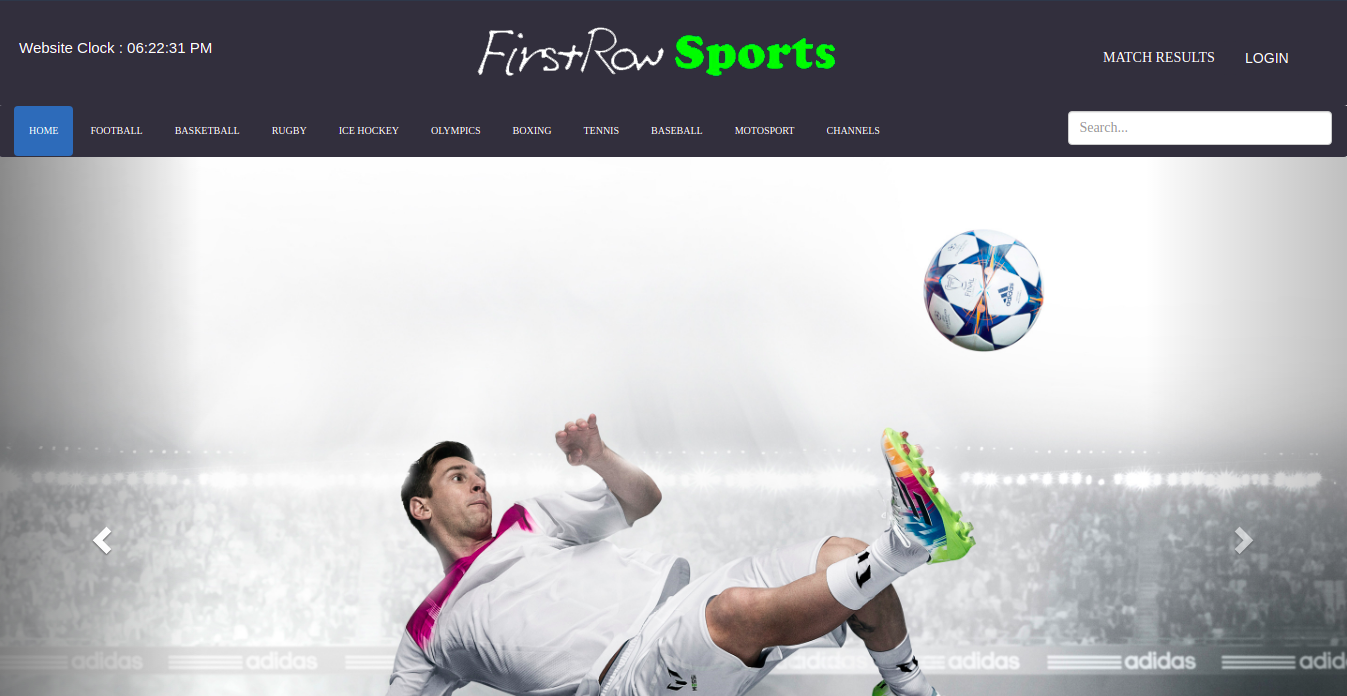 Website Clock : 06:22:31 PM
FirstRow Sports
MATCH RESULTS
LOGIN
HOME FOOTBALL BASKETBALL RUGBY ICE HOCKEY OLYMPICS BOXING TENNIS BASEBALL MOTOSPORT CHANNELS
Search...
adidas
adidas adidas adidas adidas adidas adid